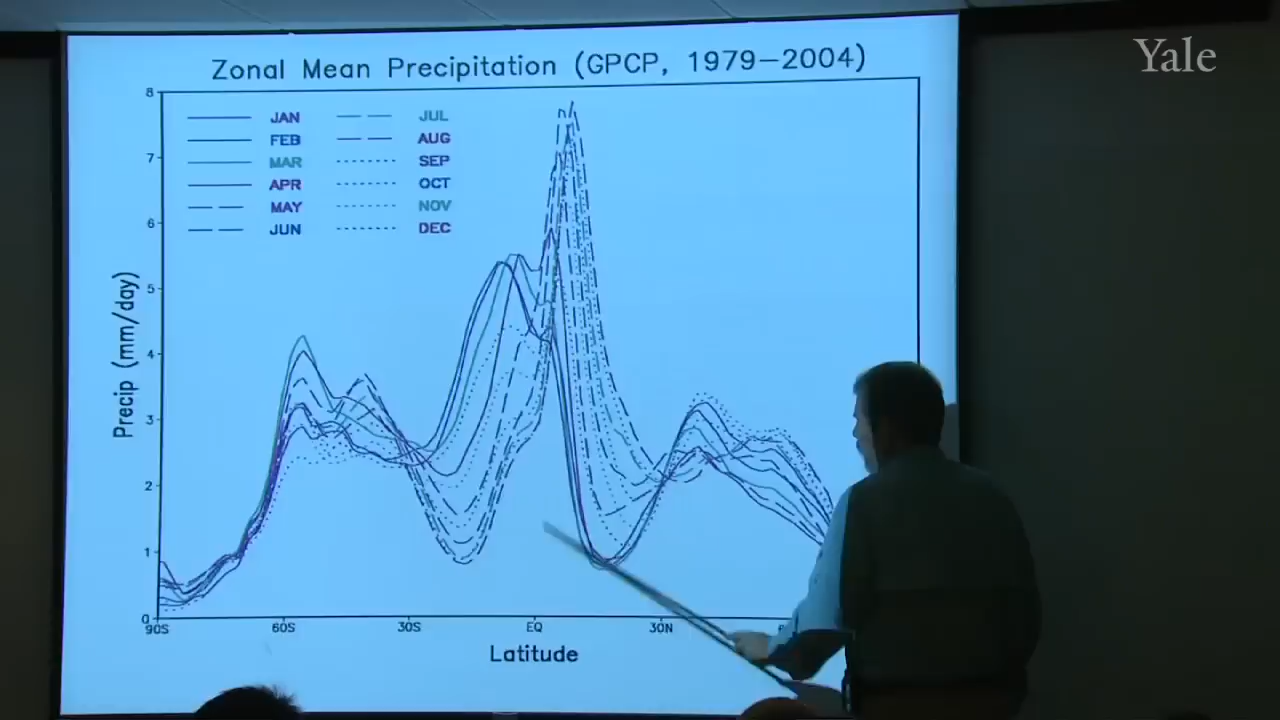 Yale
Zonal Mean Precipitation (GPCP, 1979–2004)
8
JAN JUL
FEB AUG
7
MAR SEP
APR OCT
MAY NOV
6
JUN DEC
5
4
3
2
1
0
Precip (mm/day)
90S 60S 30S EQ 30N
Latitude